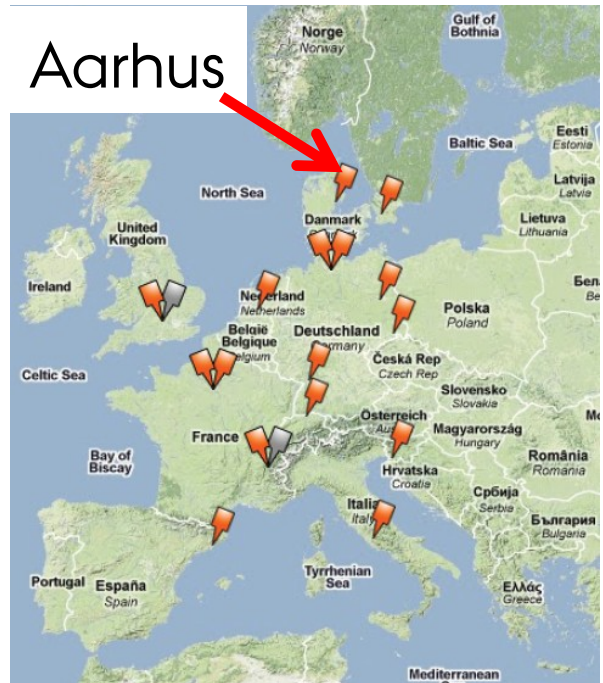 Aarhus
Norge
Norway
Gulf of
Bothnia
Baltic Sea
Eesti
Estonia
Latvija
Latvia
North Sea
Danmark
Lietuva
Lithuania
United
Kingdom
Ireland
Nederland
Netherlands
Polska
Poland
België
Belgique
Belgium
Deutschland
Germany
Česká Rep
Czech Rep
Celtic Sea
Slovensko
Slovakia
Österreich
France
Magyarország
Hungary
Bay of
Biscay
Hrvatska
Croatia
România
Romania
Србија
Serbia
Italia
Italy
България
Bulgaria
Tyrrhenian
Sea
Portugal
España
Spain
Ελλάς
Greece
Mediterranean